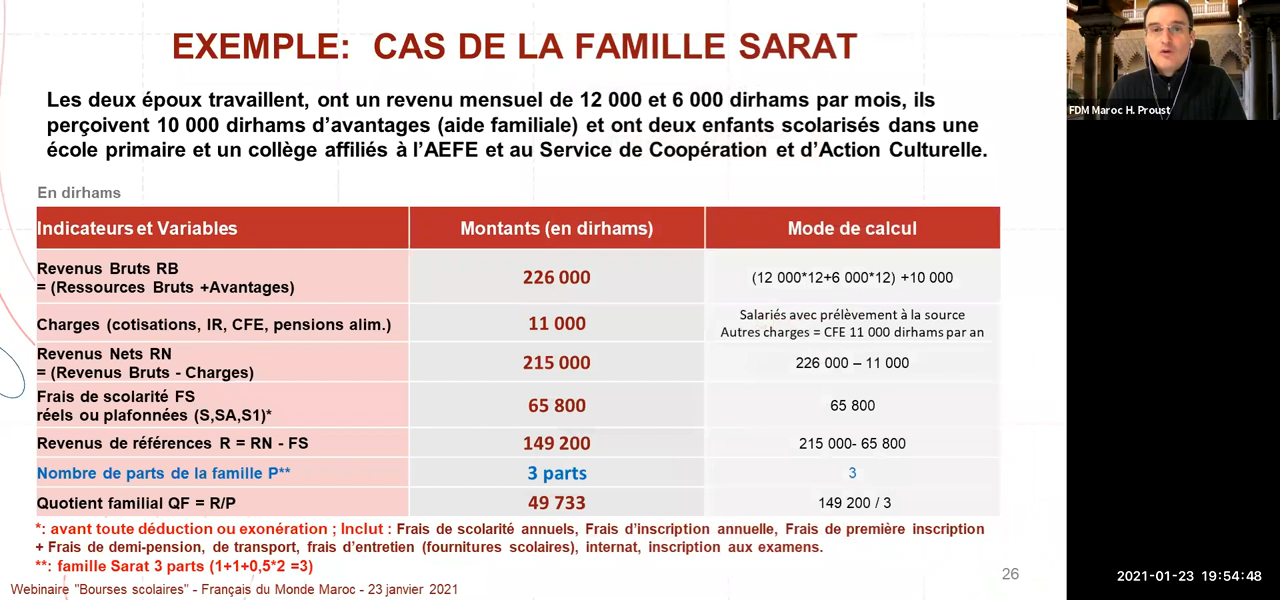 EXEMPLE: CAS DE LA FAMILLE SARAT
Les deux époux travaillent, ont un revenu mensuel de 12 000 et 6 000 dirhams par mois, ils
perçoivent 10 000 dirhams d’avantages (aide familiale) et ont deux enfants scolarisés dans une
école primaire et un collège affiliés à l’AEFE et au Service de Coopération et d’Action Culturelle.
FDM Maroc H. Proust
En dirhams
Indicateurs et Variables
Montants (en dirhams)
Mode de calcul
Revenus Bruts RB
= (Ressources Bruts +Avantages)
226 000
(12 000*12+6 000*12) +10 000
Charges (cotisations, IR, CFE, pensions alim.)
11 000
Salariés avec prélèvement à la source
Autres charges = CFE 11 000 dirhams par an
Revenus Nets RN
= (Revenus Bruts - Charges)
215 000
226 000 – 11 000
Frais de scolarité FS
réels ou plafonnées (S,SA,S1)*
65 800
65 800
Revenus de références R = RN - FS
149 200
215 000- 65 800
Nombre de parts de la famille P**
3 parts
3
Quotient familial QF = R/P
49 733
149 200 / 3
*: avant toute déduction ou exonération ; Inclut : Frais de scolarité annuels, Frais d’inscription annuelle, Frais de première inscription
+ Frais de demi-pension, de transport, frais d’entretien (fournitures scolaires), internat, inscription aux examens.
**: famille Sarat 3 parts (1+1+0,5*2 =3)
26
Webinaire "Bourses scolaires" - Français du Monde Maroc - 23 janvier 2021
2021-01-23 19:54:48